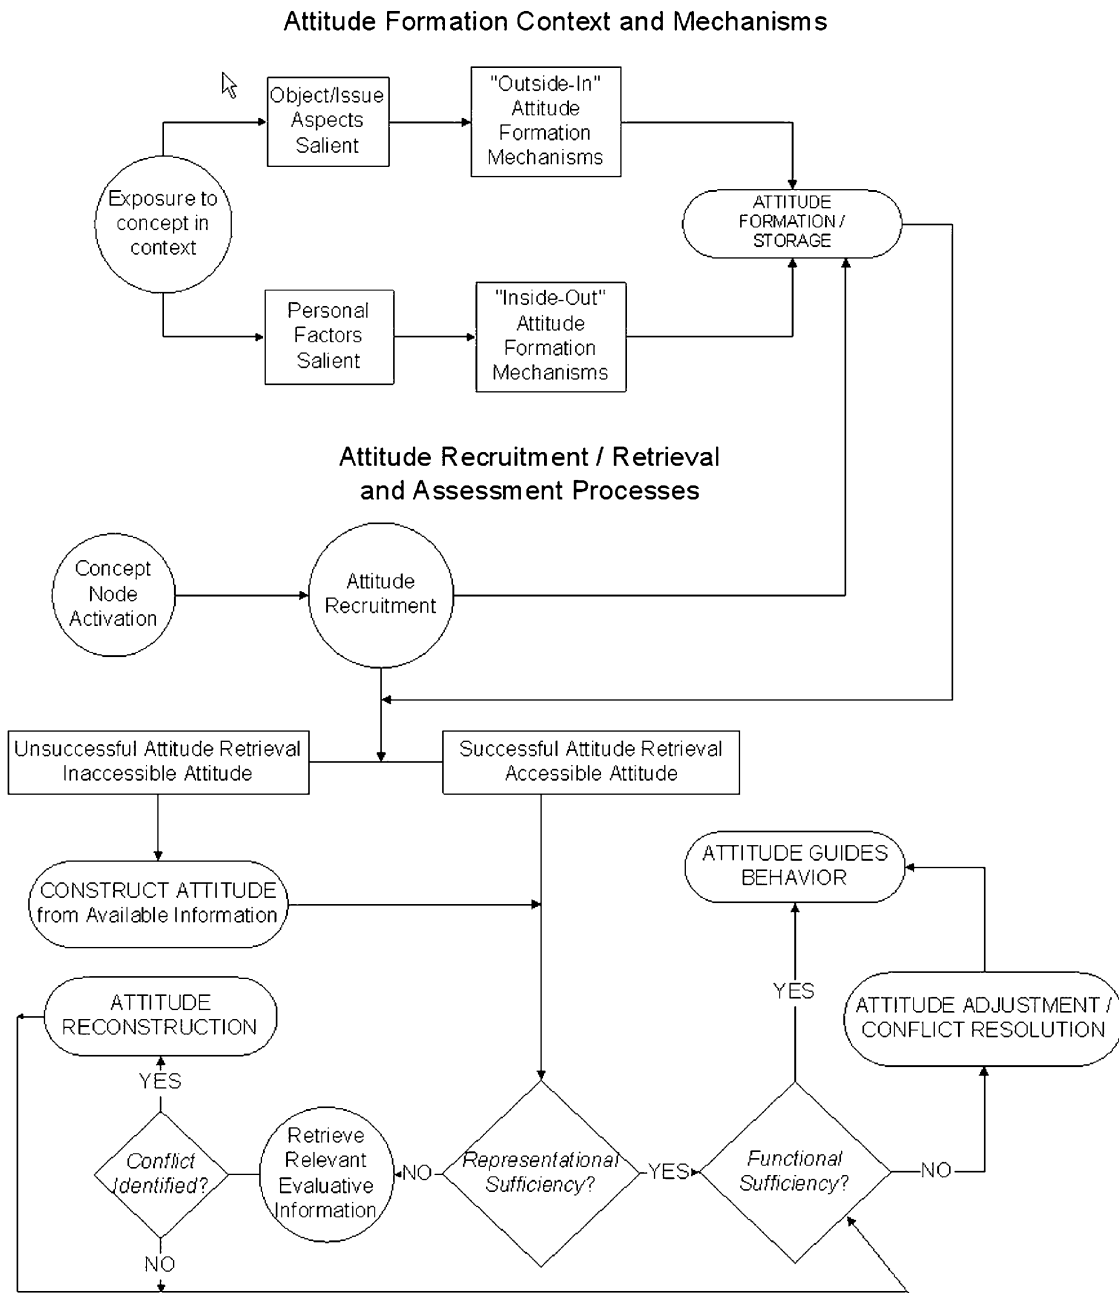 Attitude Formation Context and Mechanisms
Object/Issue
Aspects
Salient
"Outside-In"
Attitude
Formation
Mechanisms
Exposure to
concept in
context
ATTITUDE
FORMATION /
STORAGE
Personal
Factors
Salient
"Inside-Out"
Attitude
Formation
Mechanisms
Attitude Recruitment / Retrieval
and Assessment Processes
Concept
Node
Activation
Attitude
Recruitment
Unsuccessful Attitude Retrieval
Inaccessible Attitude
Successful Attitude Retrieval
Accessible Attitude
CONSTRUCT ATTITUDE
from Available Information
ATTITUDE GUIDES
BEHAVIOR
ATTITUDE
RECONSTRUCTION
YES
ATTITUDE ADJUSTMENT /
CONFLICT RESOLUTION
YES
Conflict
Identified?
Retrieve
Relevant
Evaluative
Information
NO
Representational
Sufficiency?
YES
Functional
Sufficiency?
NO
NO